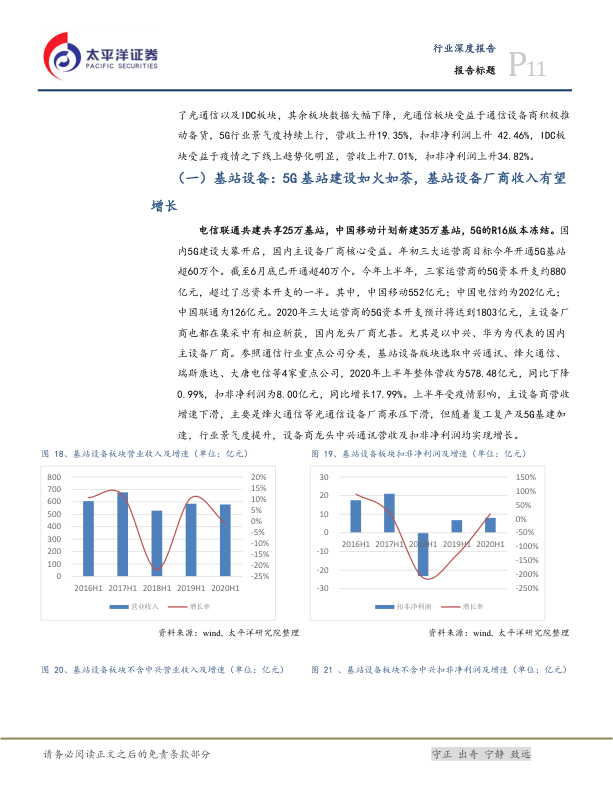 太平洋证券
PACIFIC SECURITIES
行业深度报告
报告标题
P11
了光通信以及IDC板块，其余板块数据大幅下降，光通信板块受益于通信设备商积极推
动备货，5G行业景气度持续上行，营收上升19.35%，扣非净利润上升 42.46%，IDC板
块受益于疫情之下线上趋势化明显，营收上升7.01%，扣非净利润上升34.82%。
（一）基站设备：5G 基站建设如火如荼，基站设备厂商收入有望
增长
电信联通共建共享25万基站，中国移动计划新建35万基站，5G的R16版本冻结。国
内5G建设大幕开启，国内主设备厂商核心受益。年初三大运营商目标今年开通5G基站
超60万个。截至6月底已开通超40万个。今年上半年，三家运营商的5G资本开支约880
亿元，超过了总资本开支的一半。其中，中国移动552亿元；中国电信约为202亿元；
中国联通为126亿元。2020年三大运营商的5G资本开支预计将达到1803亿元，主设备厂
商也都在集采中有相应斩获，国内龙头厂商尤甚。尤其是以中兴、华为为代表的国内
主设备厂商。参照通信行业重点公司分类，基站设备版块选取中兴通讯、烽火通信、
瑞斯康达、大唐电信等4家重点公司，2020年上半年整体营收为578.48亿元，同比下降
0.99%，扣非净利润为8.00亿元，同比增长17.99%。上半年受疫情影响，主设备商营收
增速下滑，主要是烽火通信等光通信设备厂商承压下滑，但随着复工复产及5G基建加
速，行业景气度提升，设备商龙头中兴通讯营收及扣非净利润均实现增长。
图 18、基站设备板块营业收入及增速（单位：亿元）
800
700
600
500
400
300
200
100
0
20%
15%
10%
5%
0%
-5%
-10%
-15%
-20%
-25%
2016H1 2017H1 2018H1 2019H1 2020H1
营业收入 增长率
资料来源：wind, 太平洋研究院整理
图 19、基站设备板块扣非净利润及增速（单位：亿元）
30
20
10
0
-10
-20
-30
150%
100%
50%
0%
-50%
-100%
-150%
-200%
-250%
2016H1 2017H1 2018H1 2019H1 2020H1
扣非净利润 增长率
资料来源：wind, 太平洋研究院整理
图 20、基站设备板块不含中兴营业收入及增速（单位：亿元）
图 21 、基站设备板块不含中兴扣非净利润及增速（单位：亿元）
请务必阅读正文之后的免责条款部分
守正 出奇 宁静 致远